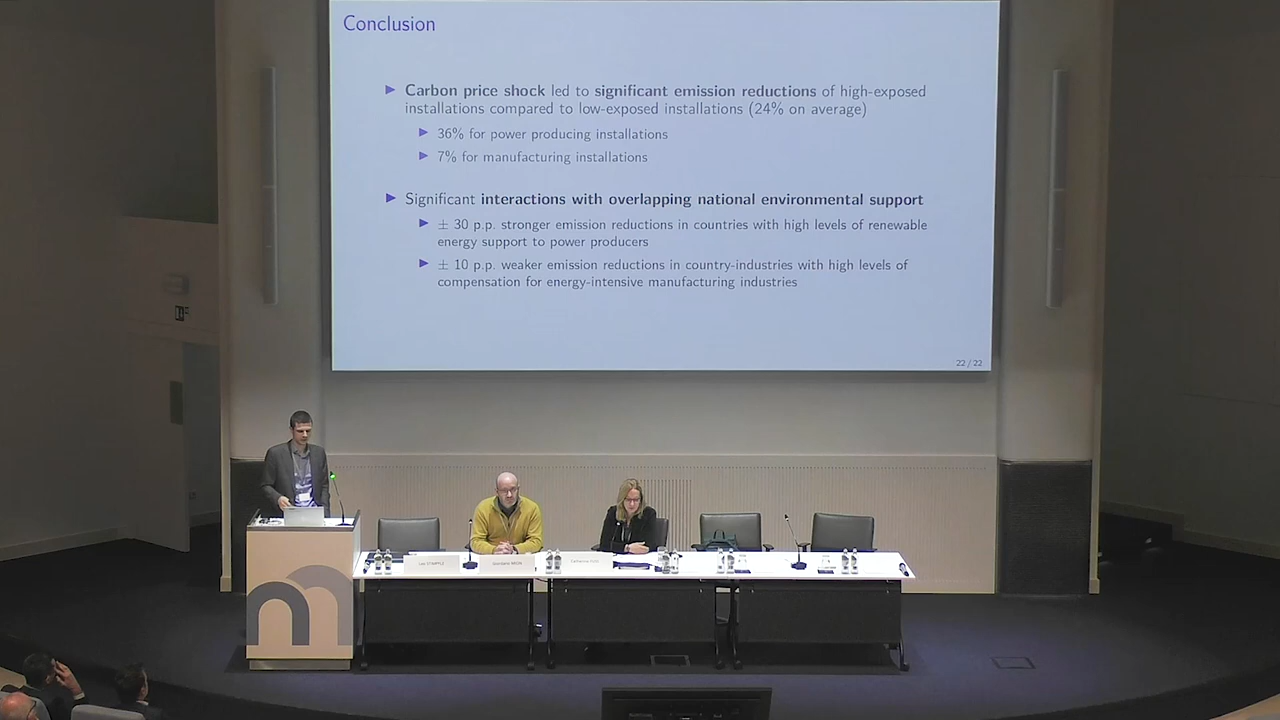 Conclusion
Carbon price shock led to significant emission reductions of high-exposed
installations compared to low-exposed installations (24% on average)
36% for power producing installations
7% for manufacturing installations
Significant interactions with overlapping national environmental support
± 30 p.p. stronger emission reductions in countries with high levels of renewable
energy support to power producers
± 10 p.p. weaker emission reductions in country-industries with high levels of
compensation for energy-intensive manufacturing industries
22 / 22